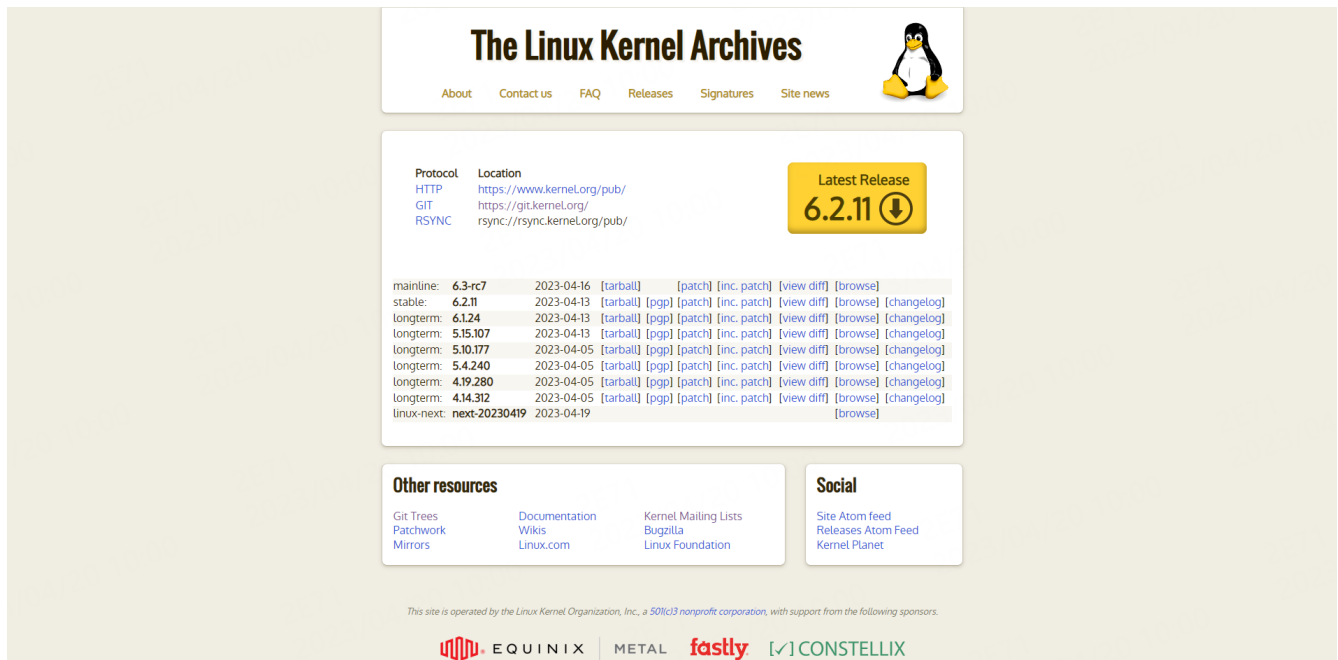 The Linux Kernel Archives
About Contact us FAQ Releases Signatures Site news
Protocol Location
HTTP https://www.kernel.org/pub/
GIT https://git.kernel.org/
RSYNC rsync://rsync.kernel.org/pub/
Latest Release
6.2.11
mainline: 6.3-rc7 2023-04-16 [tarball] [patch] [inc. patch] [view diff] [browse]
stable: 6.2.11 2023-04-13 [tarball] [pgp] [patch] [inc. patch] [view diff] [browse] [changelog]
longterm: 6.1.24 2023-04-13 [tarball] [pgp] [patch] [inc. patch] [view diff] [browse] [changelog]
longterm: 5.15.107 2023-04-13 [tarball] [pgp] [patch] [inc. patch] [view diff] [browse] [changelog]
longterm: 5.10.177 2023-04-05 [tarball] [pgp] [patch] [inc. patch] [view diff] [browse] [changelog]
longterm: 5.4.240 2023-04-05 [tarball] [pgp] [patch] [inc. patch] [view diff] [browse] [changelog]
longterm: 4.19.280 2023-04-05 [tarball] [pgp] [patch] [inc. patch] [view diff] [browse] [changelog]
longterm: 4.14.312 2023-04-05 [tarball] [pgp] [patch] [inc. patch] [view diff] [browse] [changelog]
linux-next: next-20230419 2023-04-19 [browse]
Other resources
Git Trees Documentation Kernel Mailing Lists
Patchwork Wikis Bugzilla
Mirrors Linux.com Linux Foundation
Social
Site Atom feed
Releases Atom Feed
Kernel Planet
This site is operated by the Linux Kernel Organization, Inc., a 501(c)3 nonprofit corporation, with support from the following sponsors.
EQUINIX METAL fastly [✓] CONSTELLIX